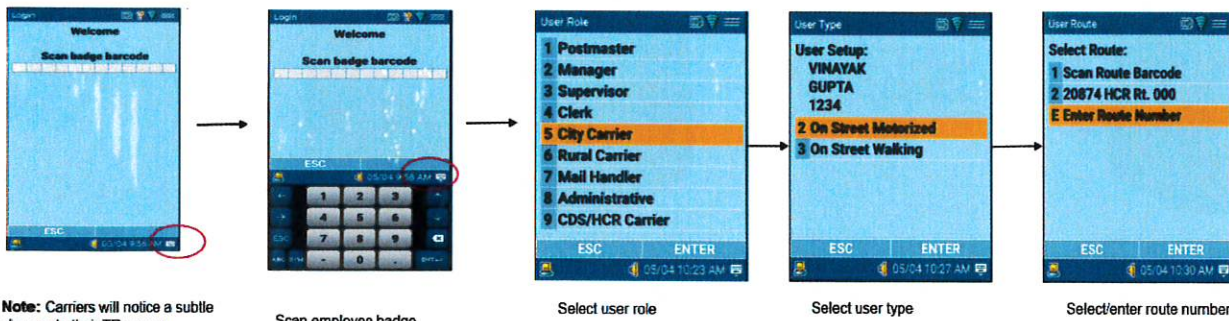 Login
Welcome
Scan badge barcode
ESC
05/04 9:56 AM
Login
Welcome
Scan badge barcode
ESC
05/04 9:56 AM
1 2 3
4 5 6
ESC 7 8 9
- 0 .
User Role
1 Postmaster
2 Manager
3 Supervisor
4 Clerk
5 City Carrier
6 Rural Carrier
7 Mail Handler
8 Administrative
9 CDS/HCR Carrier
ESC ENTER
05/04 10:23 AM
User Type
User Setup:
VINAYAK
GUPTA
1234
2 On Street Motorized
3 On Street Walking
ESC ENTER
05/04 10:27 AM
User Route
Select Route:
1 Scan Route Barcode
2 20874 HCR Rt. 000
E Enter Route Number
ESC ENTER
05/04 10:30 AM
Note: Carriers will notice a subtle
Scan employee badge
Select user role
Select user type
Select/enter route number